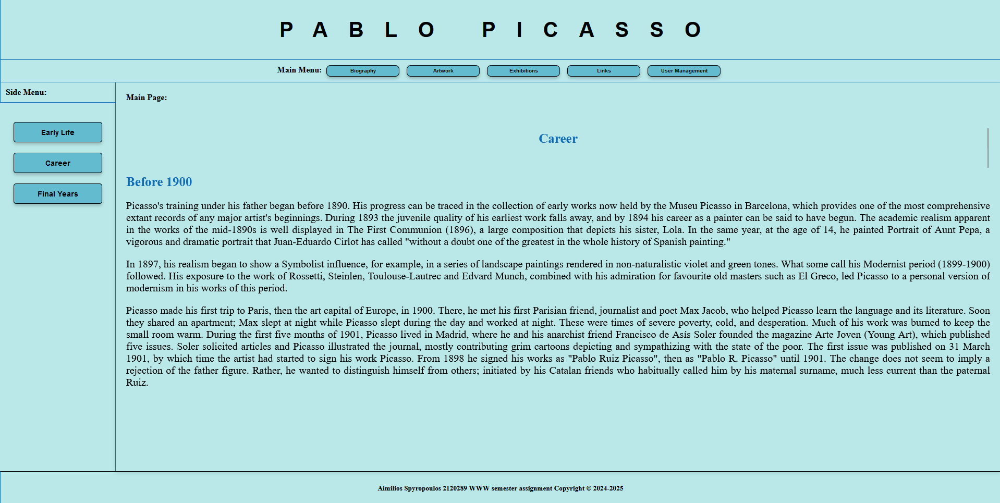 PABLO PICASSO
Main Menu: Biography Artwork Exhibitions Links User Management
Side Menu:
Early Life
Career
Final Years
Main Page:
Career
Before 1900
Picasso's training under his father began before 1890. His progress can be traced in the collection of early works now held by the Museu Picasso in Barcelona, which provides one of the most comprehensive
extant records of any major artist's beginnings. During 1893 the juvenile quality of his earliest work falls away, and by 1894 his career as a painter can be said to have begun. The academic realism apparent
in the works of the mid-1890s is well displayed in The First Communion (1896), a large composition that depicts his sister, Lola. In the same year, at the age of 14, he painted Portrait of Aunt Pepa, a
vigorous and dramatic portrait that Juan-Eduardo Cirlot has called "without a doubt one of the greatest in the whole history of Spanish painting."
In 1897, his realism began to show a Symbolist influence, for example, in a series of landscape paintings rendered in non-naturalistic violet and green tones. What some call his Modernist period (1899-1900)
followed. His exposure to the work of Rossetti, Steinlen, Toulouse-Lautrec and Edvard Munch, combined with his admiration for favourite old masters such as El Greco, led Picasso to a personal version of
modernism in his works of this period.
Picasso made his first trip to Paris, then the art capital of Europe, in 1900. There, he met his first Parisian friend, journalist and poet Max Jacob, who helped Picasso learn the language and its literature. Soon
they shared an apartment; Max slept at night while Picasso slept during the day and worked at night. These were times of severe poverty, cold, and desperation. Much of his work was burned to keep the
small room warm. During the first five months of 1901, Picasso lived in Madrid, where he and his anarchist friend Francisco de Asís Soler founded the magazine Arte Joven (Young Art), which published
five issues. Soler solicited articles and Picasso illustrated the journal, mostly contributing grim cartoons depicting and sympathizing with the state of the poor. The first issue was published on 31 March
1901, by which time the artist had started to sign his work Picasso. From 1898 he signed his works as "Pablo Ruiz Picasso", then as "Pablo R. Picasso" until 1901. The change does not seem to imply a
rejection of the father figure. Rather, he wanted to distinguish himself from others; initiated by his Catalan friends who habitually called him by his maternal surname, much less current than the paternal
Ruiz.
Aimilios Spyropoulos 2120289 WWW semester assignment Copyright © 2024-2025